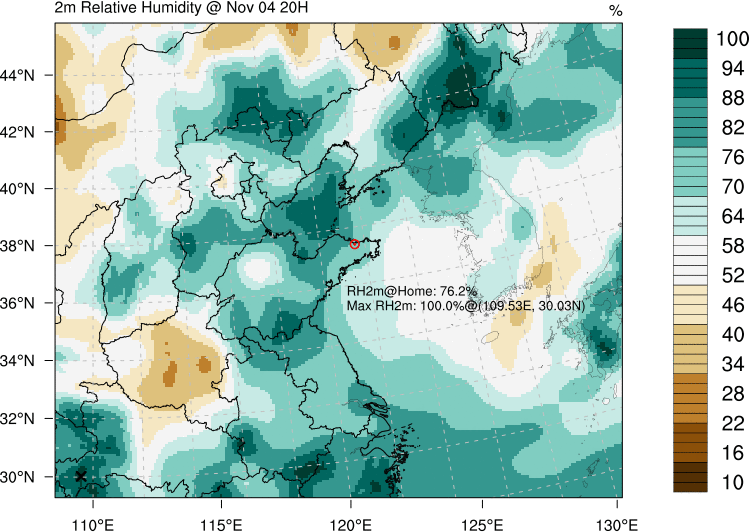 2m Relative Humidity @ Nov 04 20H
%
44°N
42°N
40°N
38°N
36°N
34°N
32°N
30°N
110°E
115°E
120°E
125°E
130°E
RH2m@Home: 76.2%
Max RH2m: 100.0%@(109.53E, 30.03N)
100
94
88
82
76
70
64
58
52
46
40
34
28
22
16
10